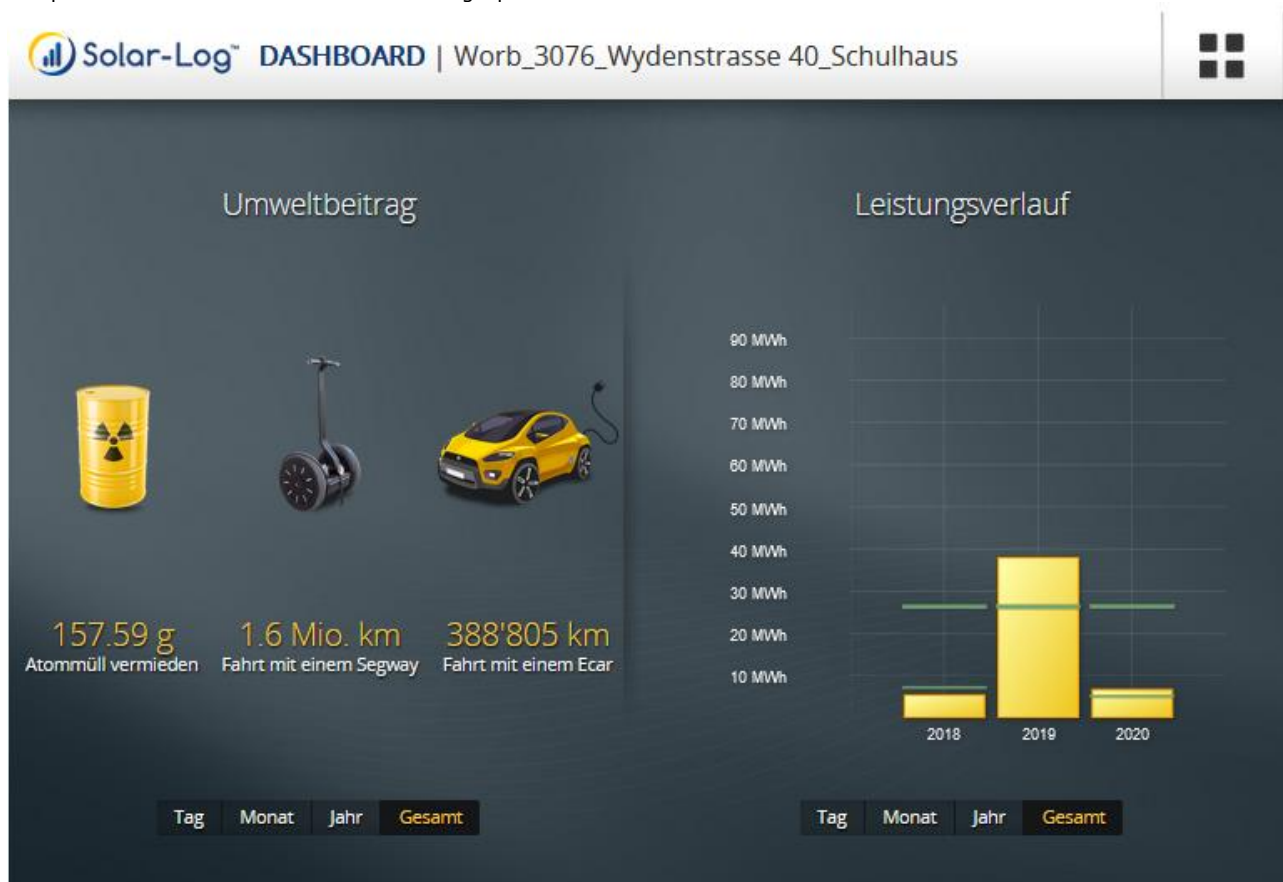 Solar-Log™ DASHBOARD | Worb_3076_Wydenstrasse 40_Schulhaus
Umweltbeitrag
157.59 g
Atommüll vermieden
1.6 Mio. km
Fahrt mit einem Segway
388'805 km
Fahrt mit einem Ecar
Tag Monat Jahr Gesamt
Leistungsverlauf
90 MWh
80 MWh
70 MWh
60 MWh
50 MWh
40 MWh
30 MWh
20 MWh
10 MWh
2018 2019 2020
Tag Monat Jahr Gesamt